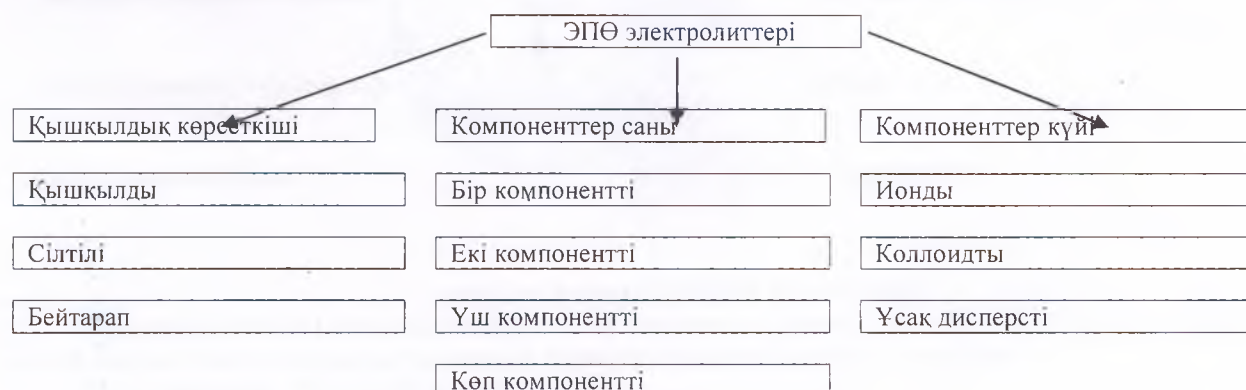 ЭПӨ электролиттері
Қышқылдық көрсеткіші
Компоненттер саны
Компоненттер күйі
Қышқылды
Бір компонентті
Ионды
Сілтілі
Екі компонентті
Коллоидты
Бейтарап
Үш компонентті
Ұсақ дисперсті
Көп компонентті